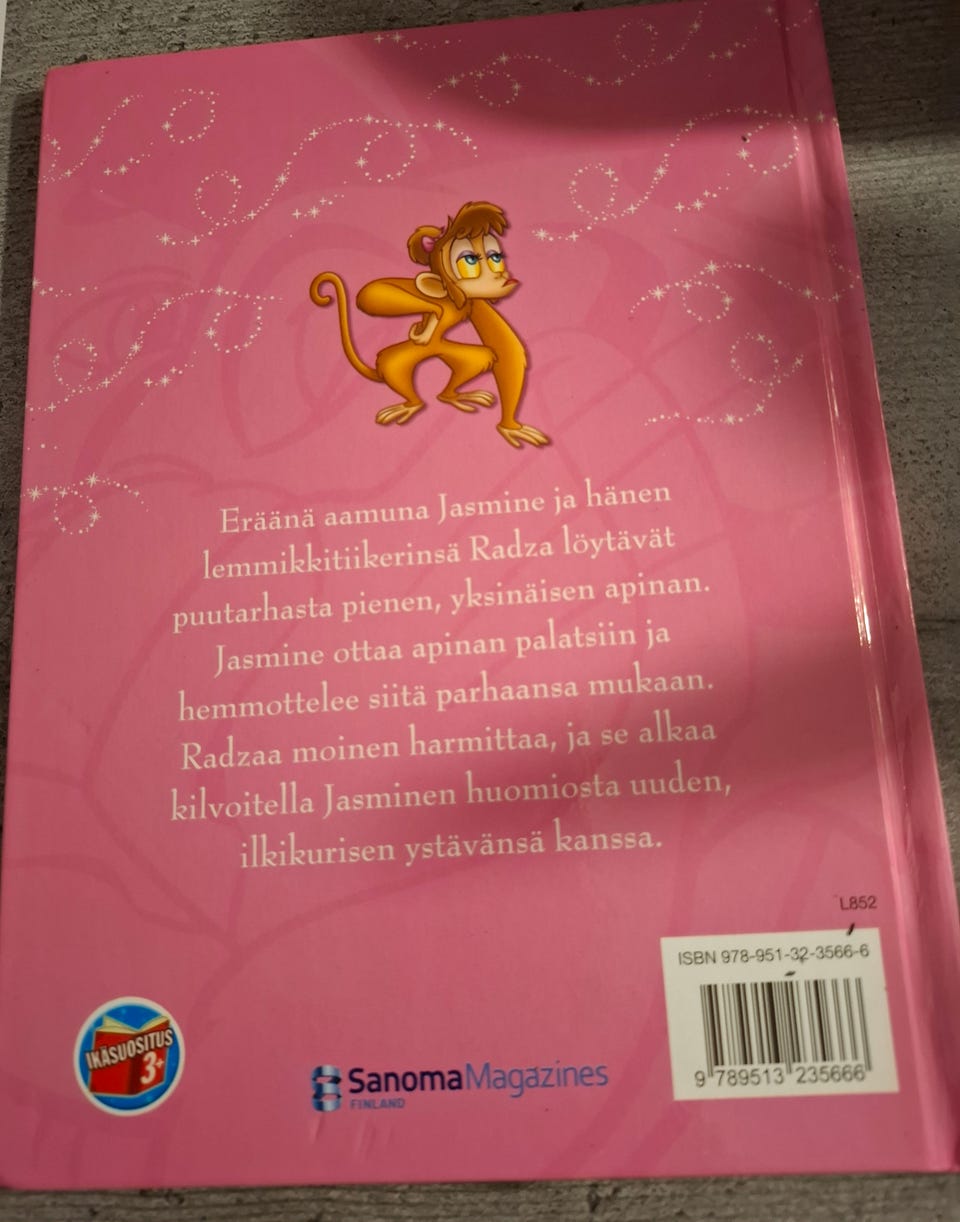 Eräänä aamuna Jasmine ja hänen
lemmikkitiikerinsä Radza löytävät
puutarhasta pienen, yksinäisen apinan.
Jasmine ottaa apinan palatsiin ja
hemmottelee siitä parhaansa mukaan.
Radzaa moinen harmittaa, ja se alkaa
kilvoitella Jasminen huomiosta uuden,
ilkikurisen ystävänsä kanssa.
L852
ISBN 978-951-32-3566-6
9 789513 235666
IKÄSUOSITUS
3+
SanomaMagazines
FINLAND